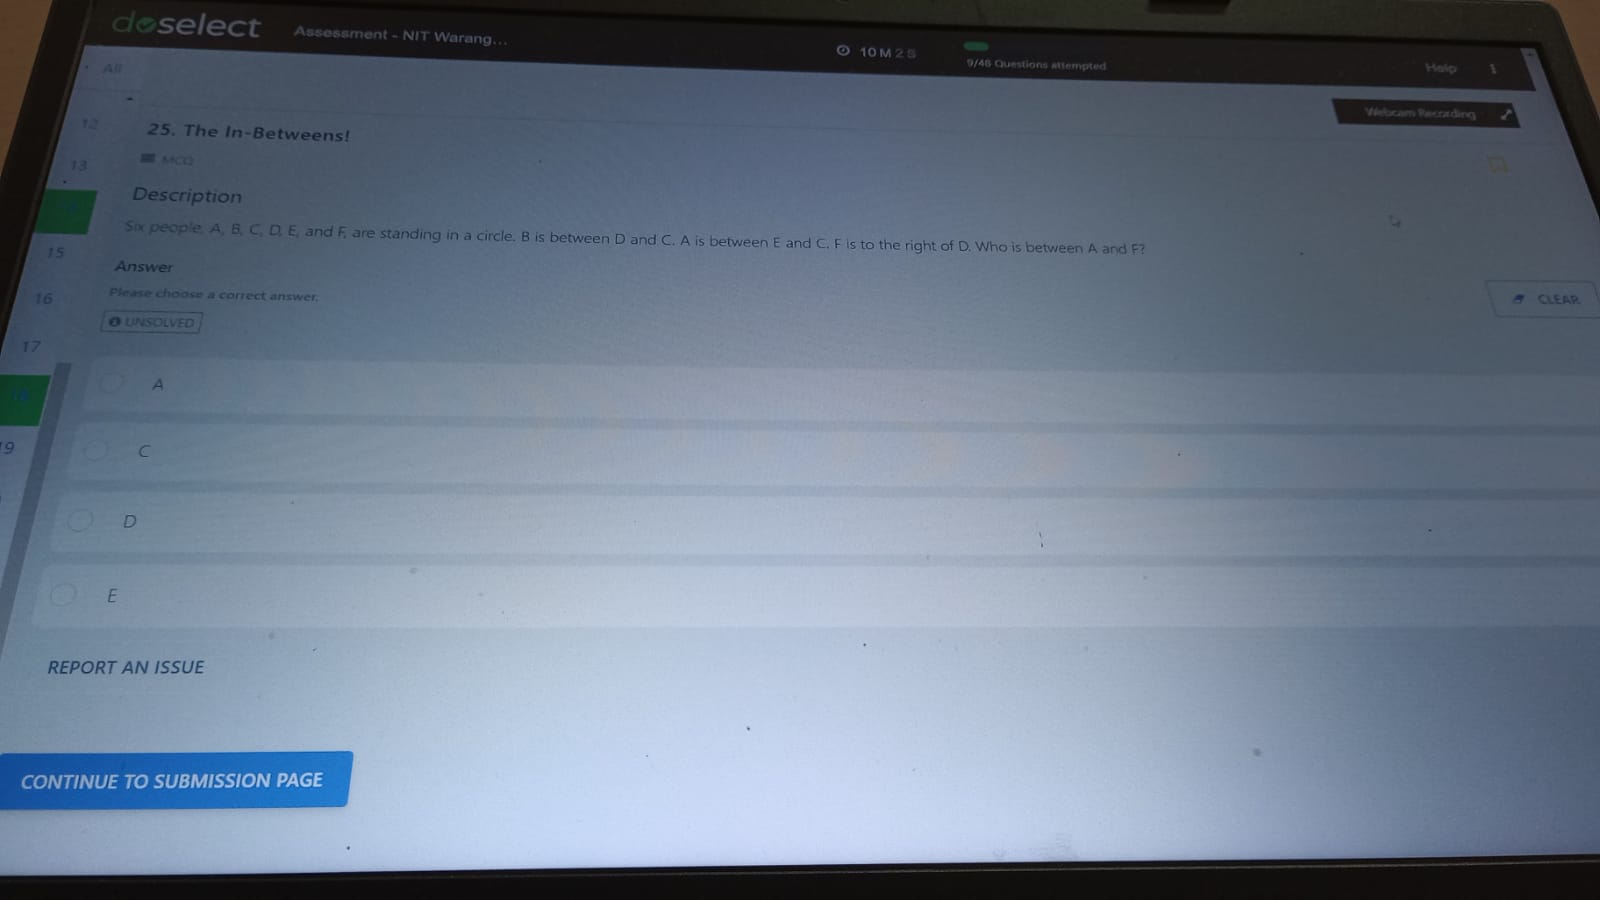 doselect Assessment - NIT Warang... 10 M 2 S Help
9/46 Questions attempted
All
Webcam Recording
12
25. The In-Betweens!
MCQ
13
Description
Six people, A, B, C, D, E, and F, are standing in a circle. B is between D and C. A is between E and C. F is to the right of D. Who is between A and F?
15
Answer
Please choose a correct answer.
16
CLEAR
UNSOLVED
17
A
18
C
19
D
E
REPORT AN ISSUE
CONTINUE TO SUBMISSION PAGE